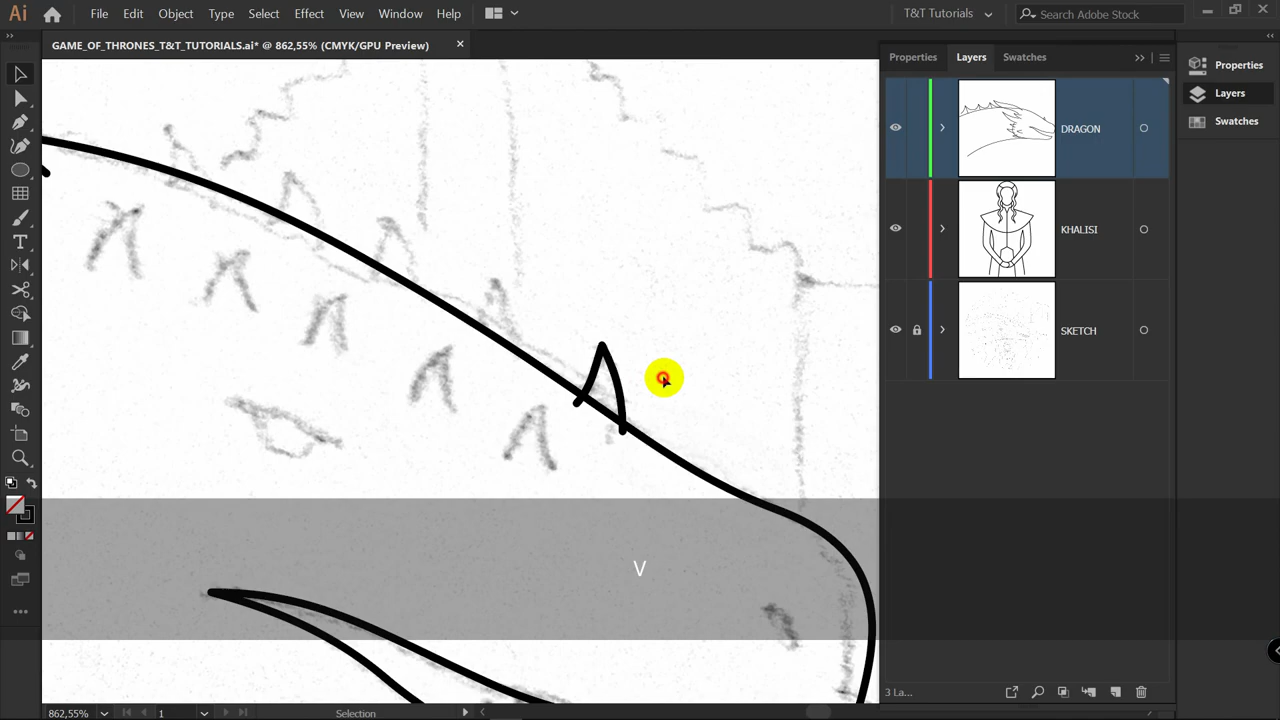 Ai File Edit Object Type Select Effect View Window Help T&T Tutorials Search Adobe Stock
GAME_OF_THRONES_T&T_TUTORIALS.ai* @ 862,55% (CMYK/GPU Preview)
Properties Layers Swatches
Properties
Layers
Swatches
DRAGON
KHALISI
SKETCH
V
3 La...
862,55% 1 Selection